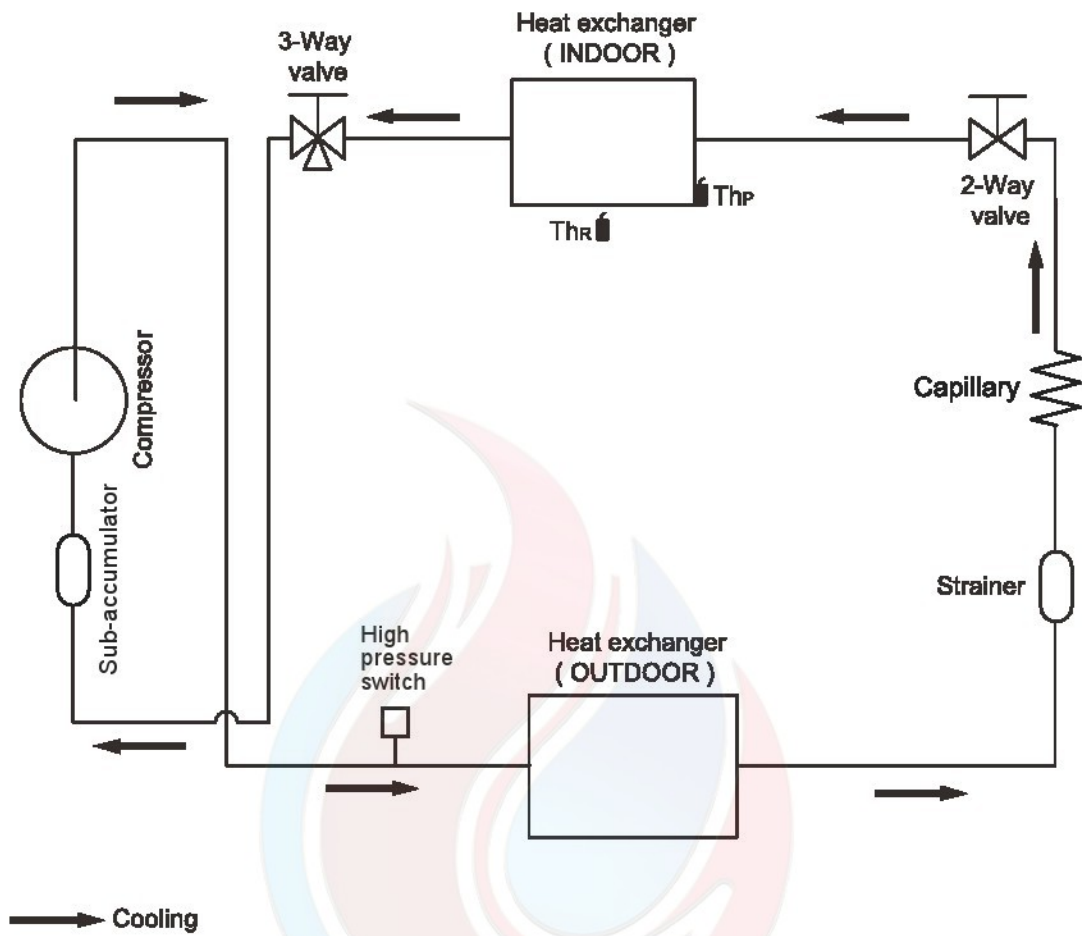 Heat exchanger
( INDOOR )
3-Way
valve
2-Way
valve
ThP
ThR
Compressor
Capillary
Sub-accumulator
Strainer
High
pressure
switch
Heat exchanger
( OUTDOOR )
Cooling